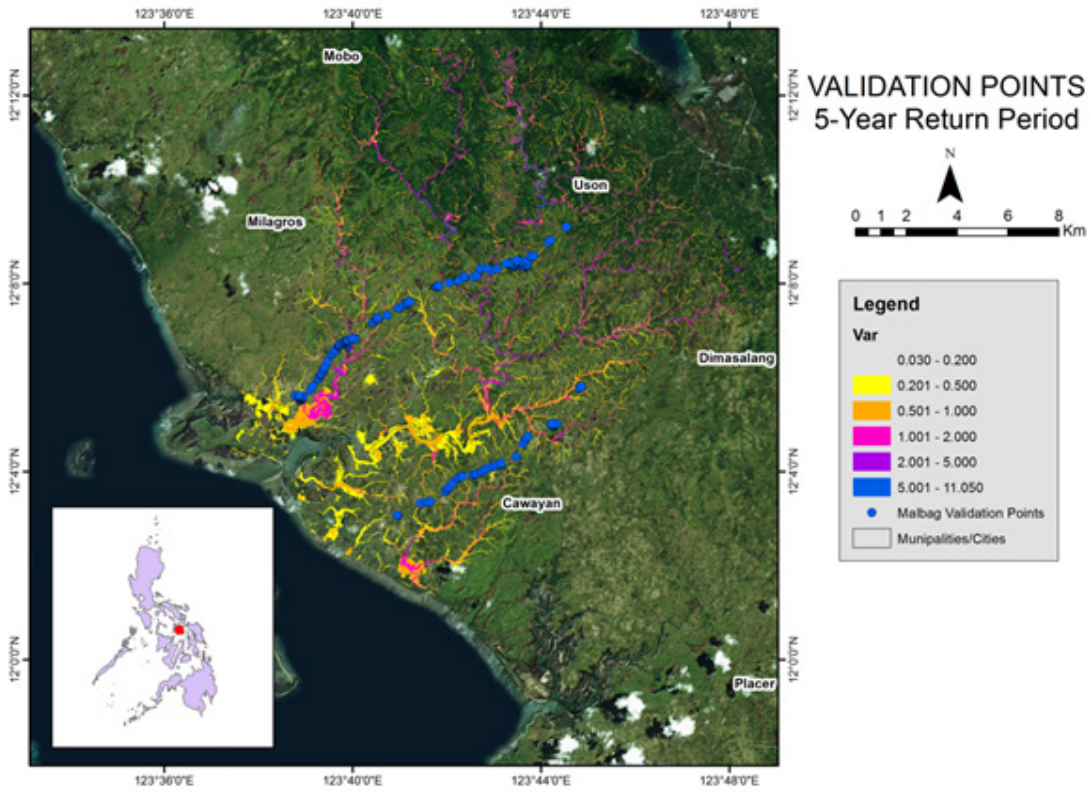 123°36'0"E 123°40'0"E 123°44'0"E 123°48'0"E
12°12'0"N
12°8'0"N
12°4'0"N
12°0'0"N
Mobo
Uson
Milagros
Dimasalang
Cawayan
Placer
12°12'0"N
12°8'0"N
12°4'0"N
12°0'0"N
123°36'0"E 123°40'0"E 123°44'0"E 123°48'0"E
VALIDATION POINTS
5-Year Return Period
N
0 1 2 4 6 8
Km
Legend
Var
0.030 - 0.200
0.201 - 0.500
0.501 - 1.000
1.001 - 2.000
2.001 - 5.000
5.001 - 11.050
Malbag Validation Points
Munipalities/Cities